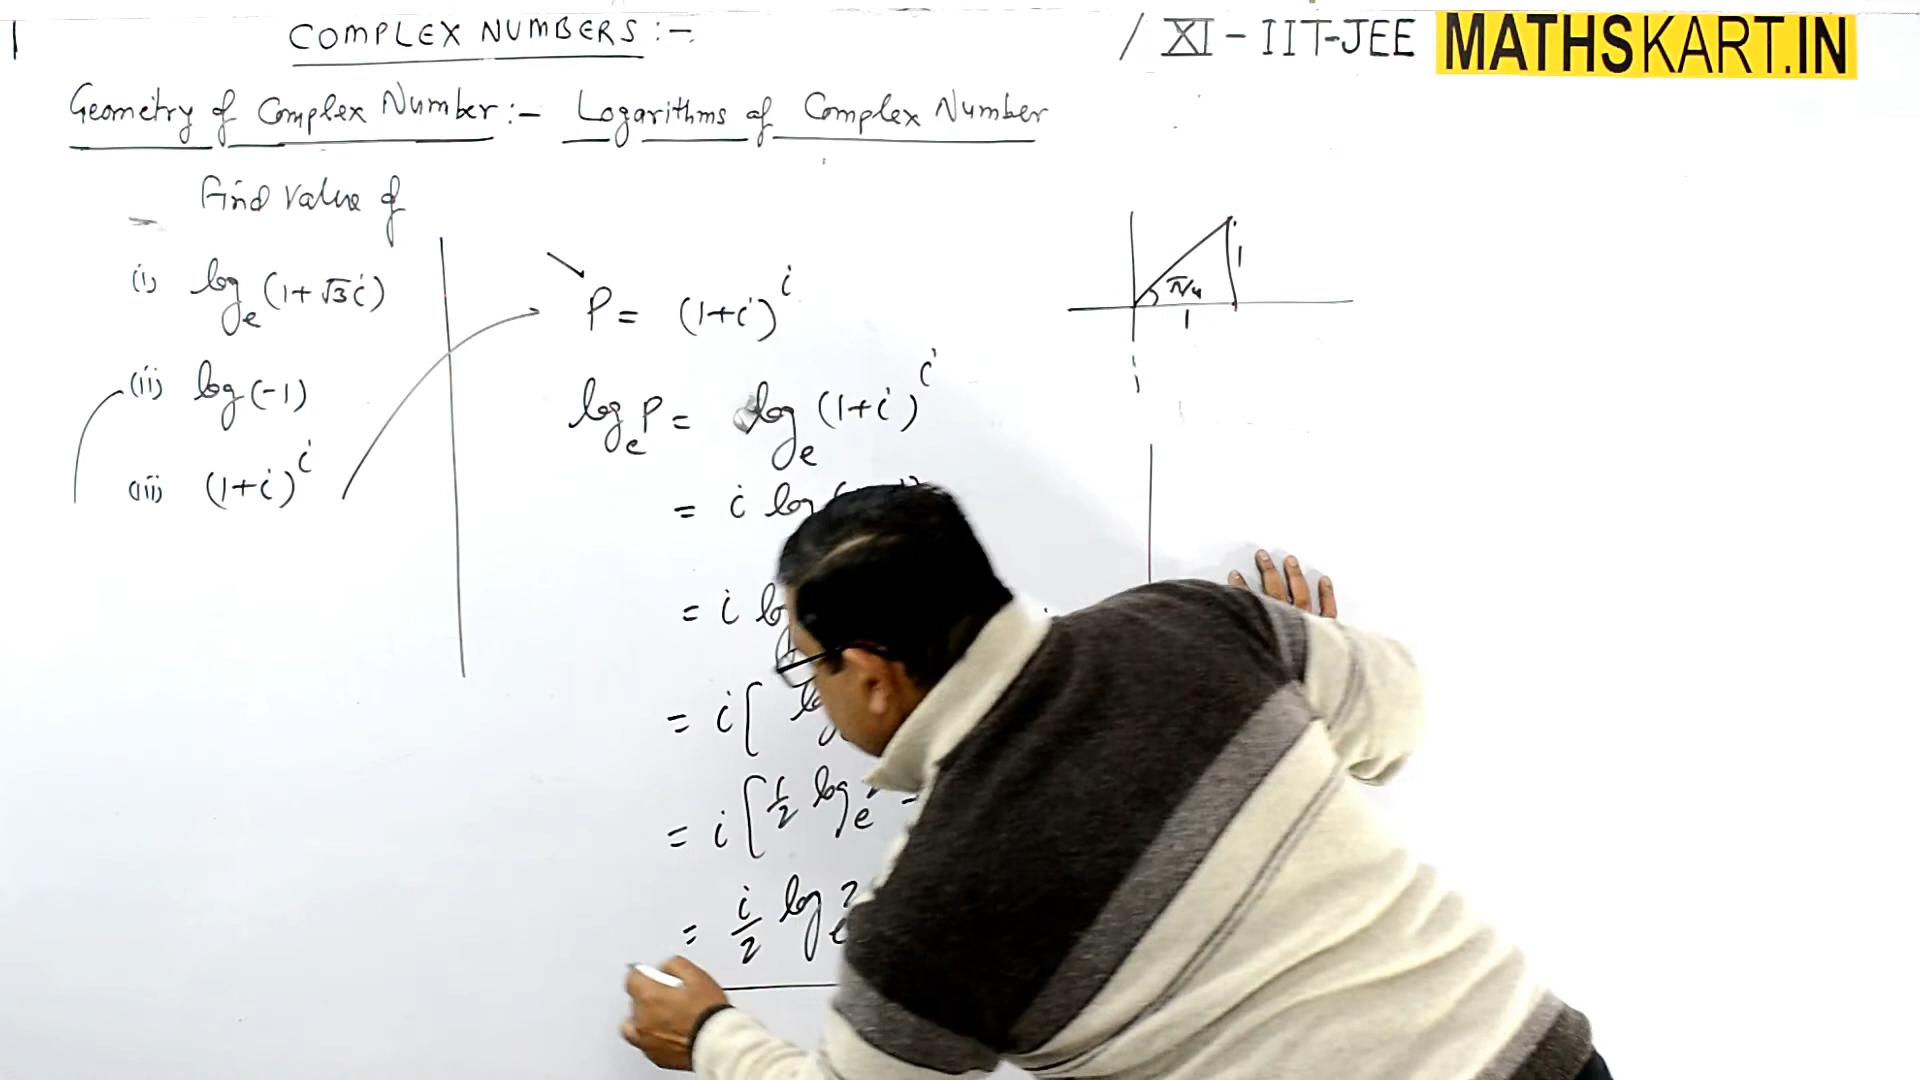 1 COMPLEX NUMBERS :- / XI - IIT-JEE MATHSKART.IN
Geometry of Complex Number :- Logarithms of Complex Number
Find value of
(i) logₑ(1+√3i)
(ii) log(-1)
(iii) (1+i)ⁱ
P = (1+i)ⁱ
logₑP = logₑ(1+i)ⁱ
= i log
= i
= i[
= i[½ logₑ
= i/2 logₑ2
π/4
1
1